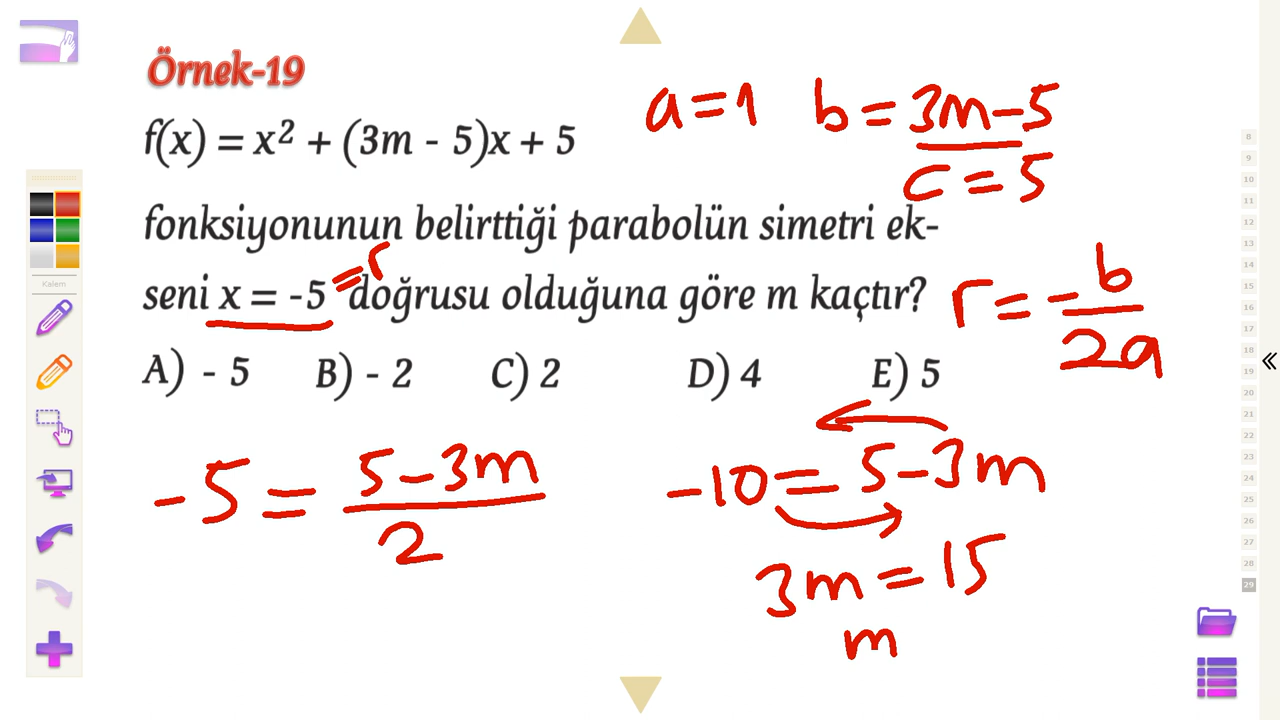 Örnek-19
f(x) = x² + (3m - 5)x + 5
a = 1 b = 3m - 5
c = 5
fonksiyonunun belirttiği parabolün simetri ek-
seni x = -5 = r doğrusu olduğuna göre m kaçtır?
r = - b / 2a
A) - 5 B) - 2 C) 2 D) 4 E) 5
-5 = 5 - 3m / 2
-10 = 5 - 3m
3m = 15
m
Kalem
8
9
10
11
12
13
14
15
16
17
18
19
20
21
22
23
24
25
26
27
28
29